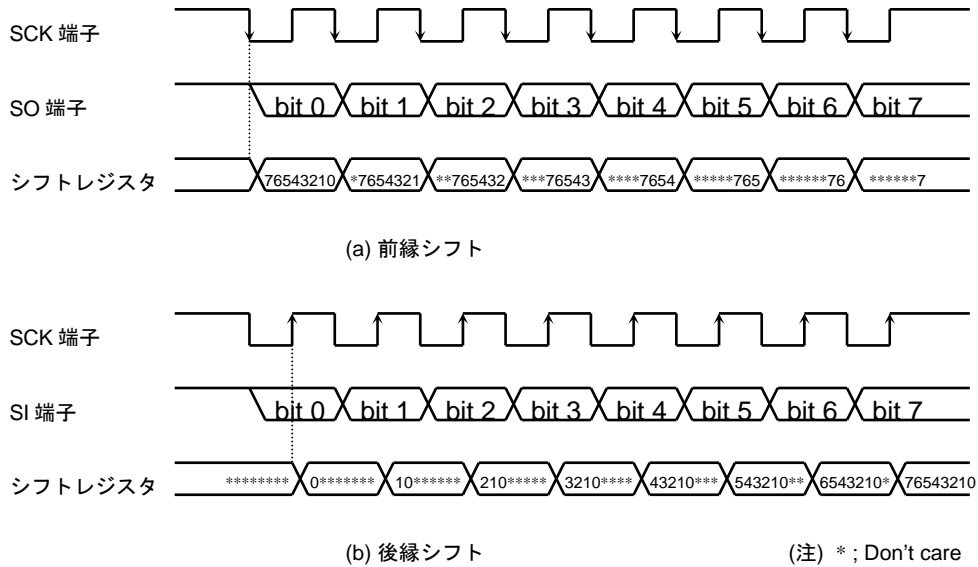 SCK 端子
SO 端子 bit 0 bit 1 bit 2 bit 3 bit 4 bit 5 bit 6 bit 7
シフトレジスタ 76543210 *7654321 **765432 ***76543 ****7654 *****765 ******76 ******7
(a) 前縁シフト
SCK 端子
SI 端子 bit 0 bit 1 bit 2 bit 3 bit 4 bit 5 bit 6 bit 7
シフトレジスタ ******** 0******* 10****** 210***** 3210**** 43210*** 543210** 6543210* 76543210
(b) 後縁シフト (注) * ; Don't care